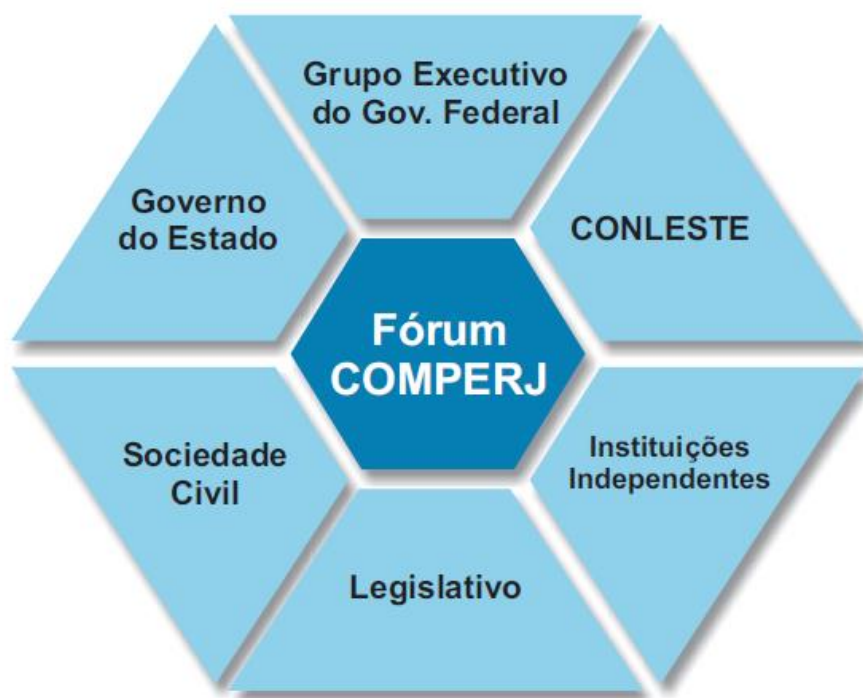 Grupo Executivo
do Gov. Federal
Governo
do Estado
CONLESTE
Fórum
COMPERJ
Sociedade
Civil
Instituições
Independentes
Legislativo